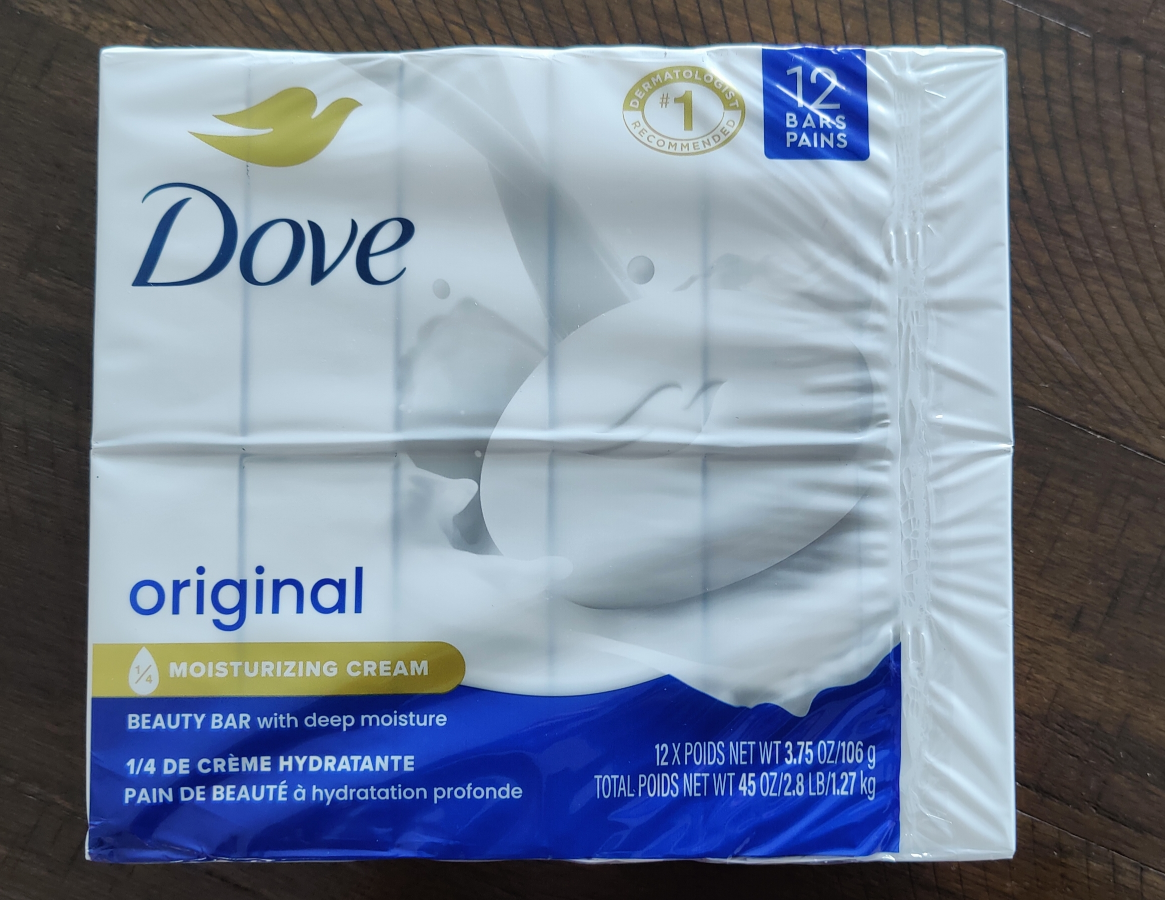 DERMATOLOGIST
#1
RECOMMENDED
12
BARS
PAINS
Dove
original
1/4 MOISTURIZING CREAM
BEAUTY BAR with deep moisture
1/4 DE CRÈME HYDRATANTE
PAIN DE BEAUTÉ à hydratation profonde
12 X POIDS NET WT 3.75 OZ/106 g
TOTAL POIDS NET WT 45 OZ/2.8 LB/1.27 kg